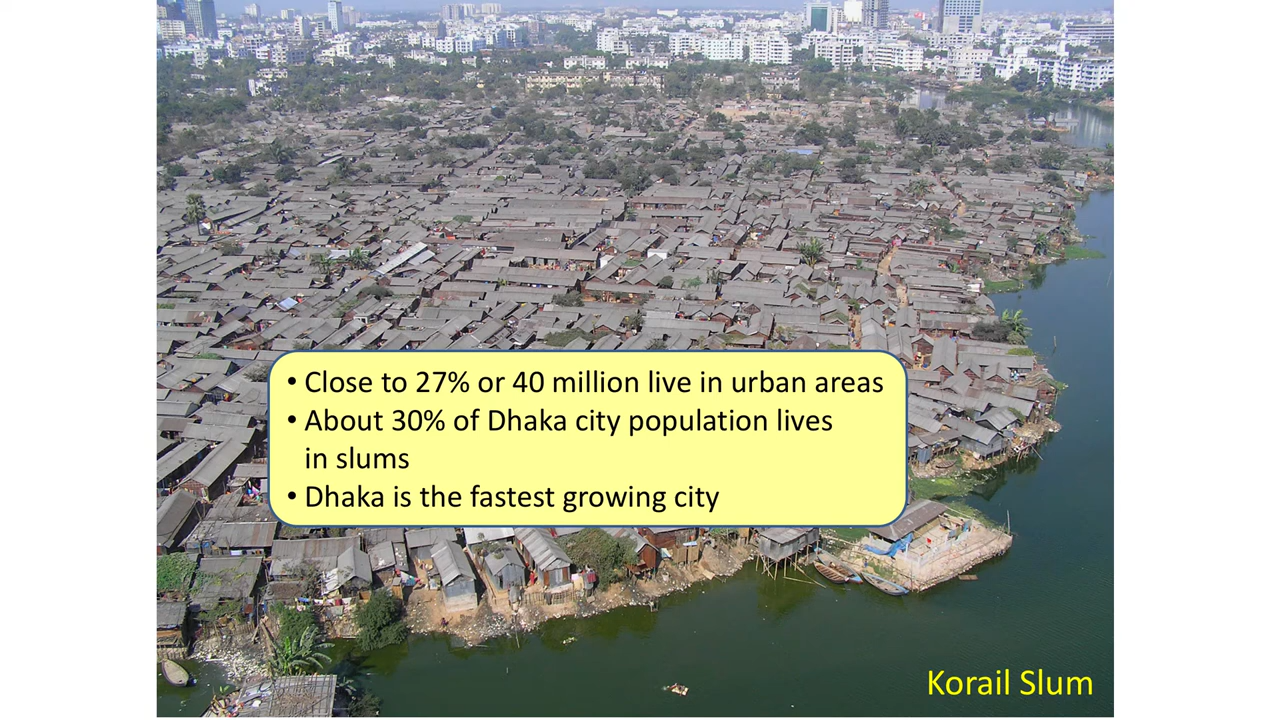 • Close to 27% or 40 million live in urban areas
• About 30% of Dhaka city population lives
in slums
• Dhaka is the fastest growing city
Korail Slum